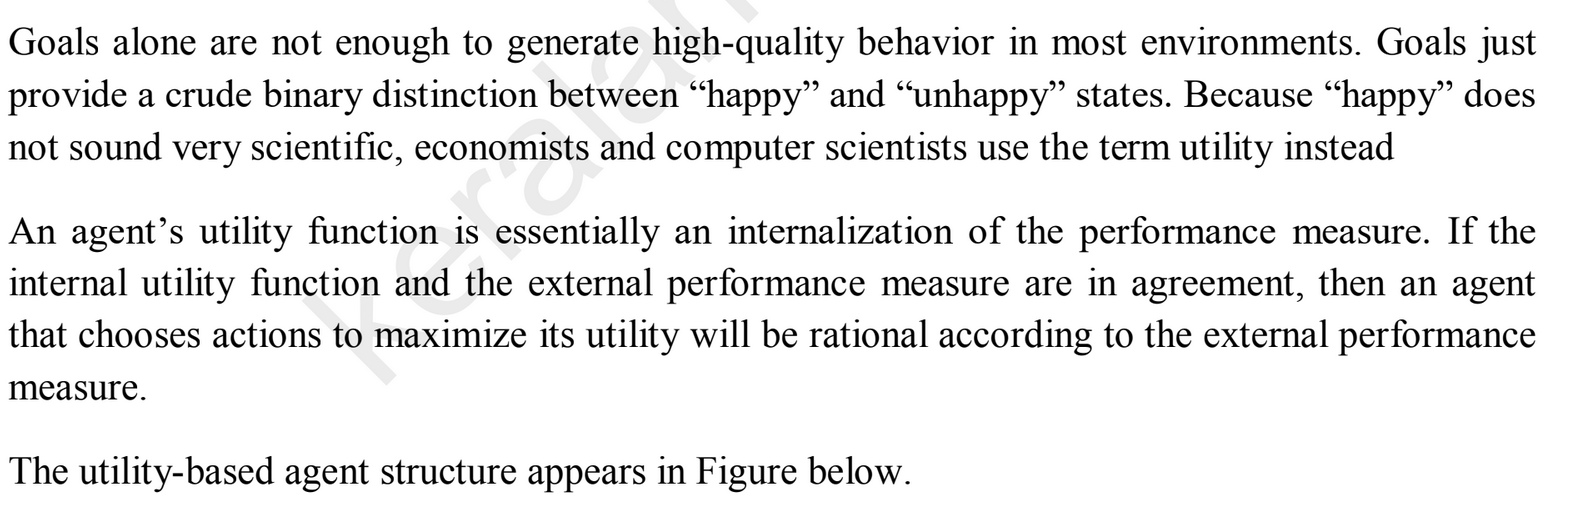 Goals alone are not enough to generate high-quality behavior in most environments. Goals just
provide a crude binary distinction between “happy” and “unhappy” states. Because “happy” does
not sound very scientific, economists and computer scientists use the term utility instead
An agent’s utility function is essentially an internalization of the performance measure. If the
internal utility function and the external performance measure are in agreement, then an agent
that chooses actions to maximize its utility will be rational according to the external performance
measure.
The utility-based agent structure appears in Figure below.